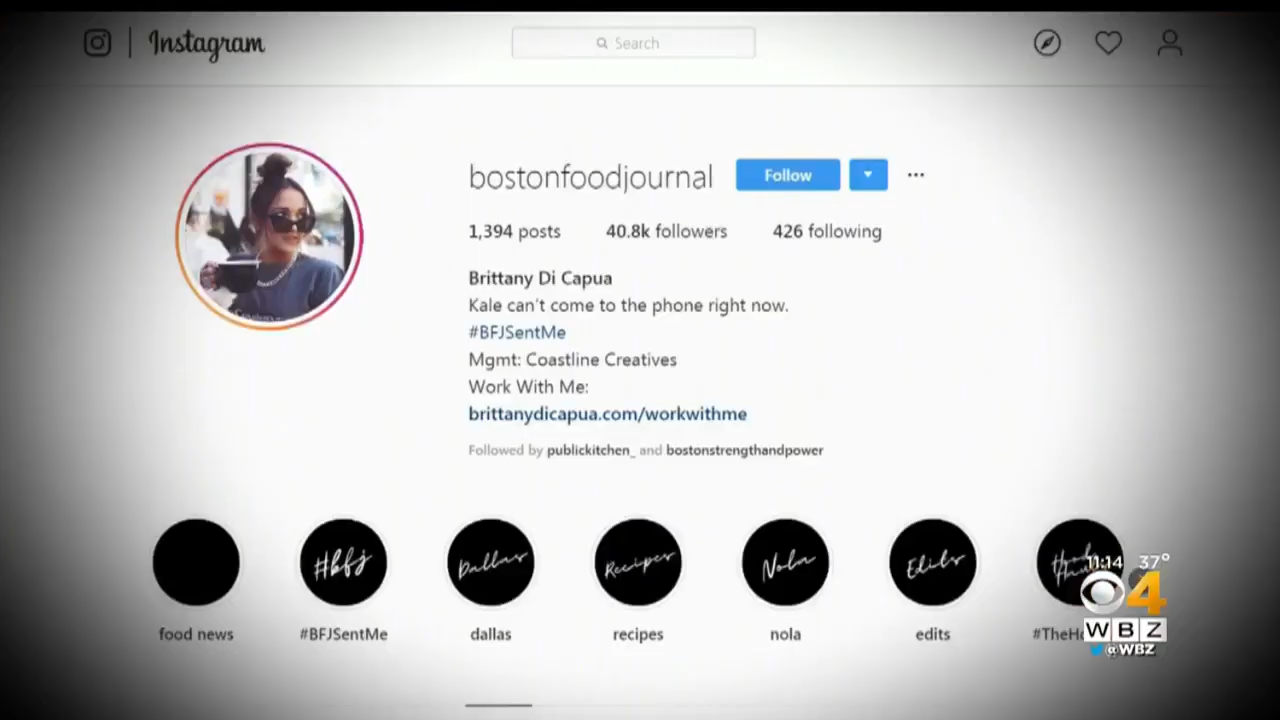 Instagram
Search
bostonfoodjournal
Follow
1,394 posts 40.8k followers 426 following
Brittany Di Capua
Kale can't come to the phone right now.
#BFJSentMe
Mgmt: Coastline Creatives
Work With Me:
brittanydicapua.com/workwithme
Followed by publickitchen_ and bostonstrengthandpower
#bfj Dallas Recipes Nola Edits
food news #BFJSentMe dallas recipes nola edits
11:14 37°
4
WBZ
@WBZ